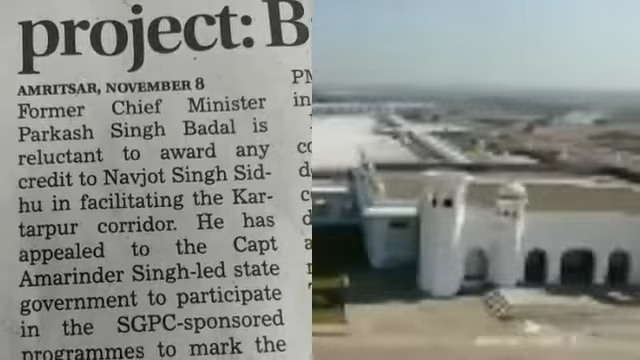 project: B
AMRITSAR, NOVEMBER 8
Former Chief Minister
Parkash Singh Badal is
reluctant to award any
credit to Navjot Singh Sid-
hu in facilitating the Kar-
tarpur corridor. He has
appealed to the Capt
Amarinder Singh-led state
government to participate
in the SGPC-sponsored
programmes to mark the
PM
in